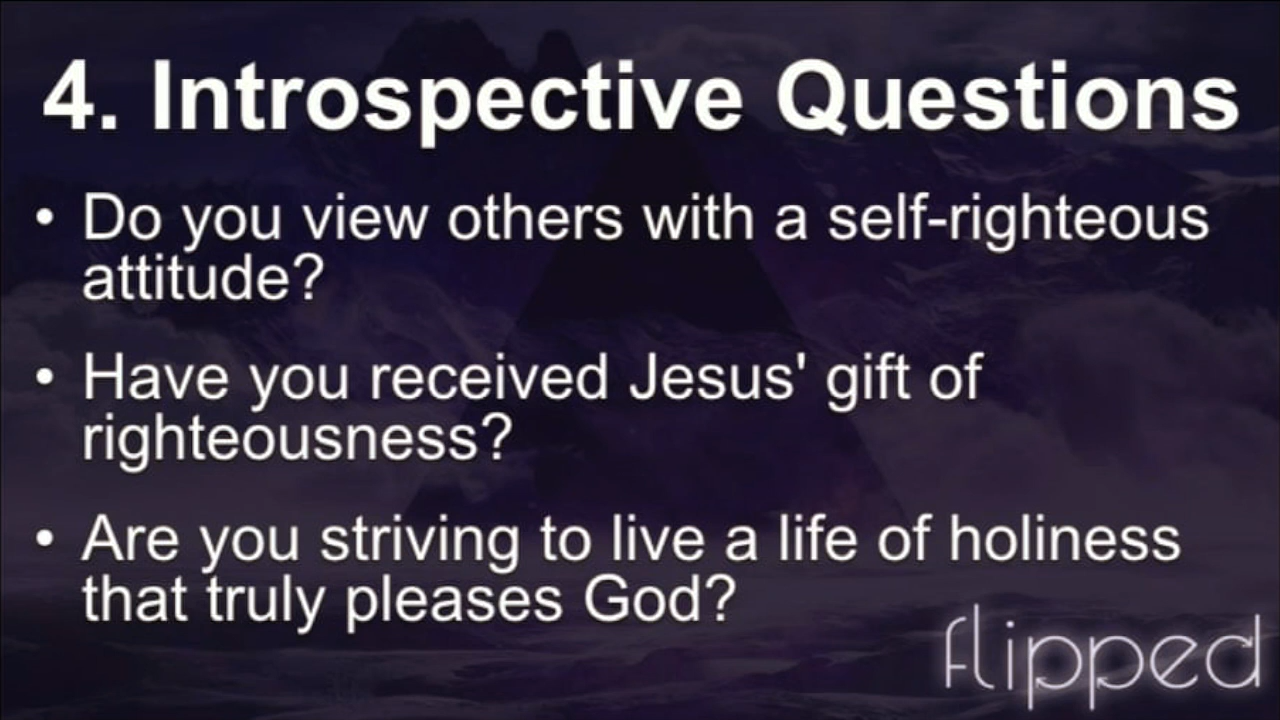 4. Introspective Questions
• Do you view others with a self-righteous
attitude?
• Have you received Jesus' gift of
righteousness?
• Are you striving to live a life of holiness
that truly pleases God?
flipped